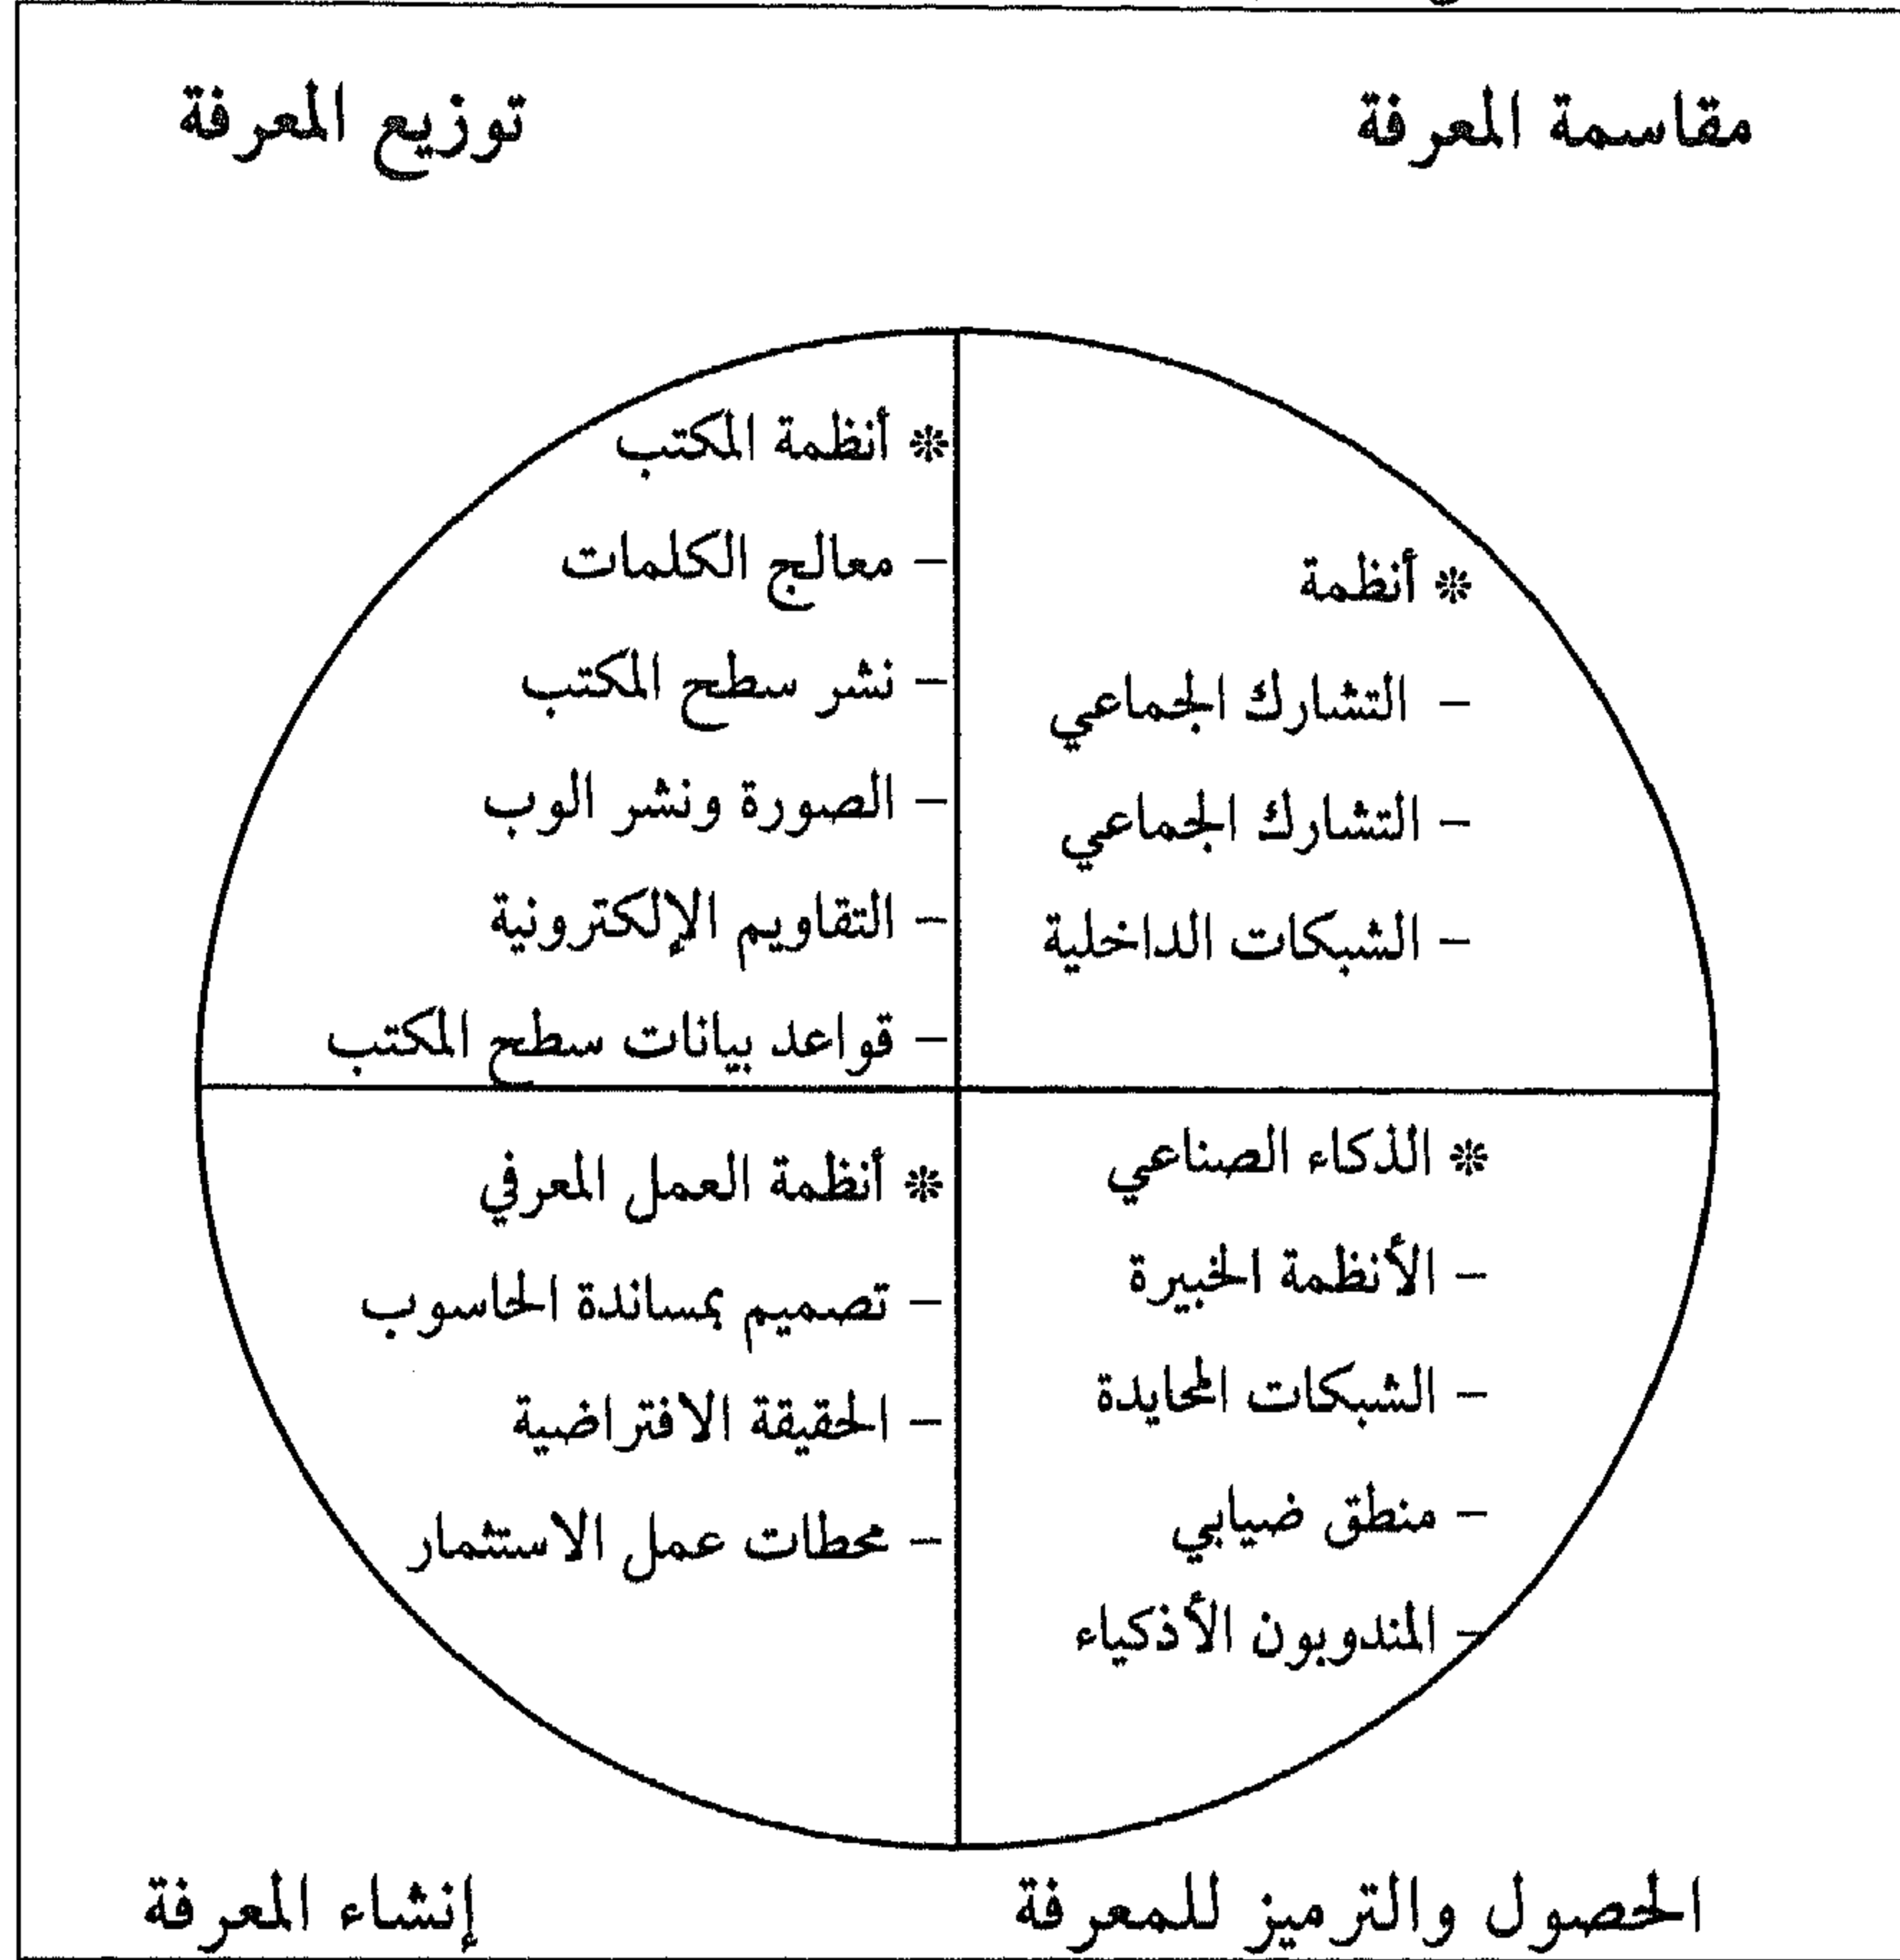 مقاسمة المعرفة
توزيع المعرفة
* أنظمة
– التشارك الجماعي
– التشارك الجماعي
– الشبكات الداخلية
* أنظمة المكتب
– معالج الكلمات
– نشر سطح المكتب
– الصورة ونشر الوب
– التقاويم الإلكترونية
– قواعد بيانات سطح المكتب
* الذكاء الصناعي
– الأنظمة الخبيرة
– الشبكات المحايدة
– منطق ضيابي
– المندوبون الأذكياء
* أنظمة العمل المعرفي
– تصميم بمساندة الحاسوب
– الحقيقة الافتراضية
– محطات عمل الاستثمار
الحصول والترميز للمعرفة
إنشاء المعرفة